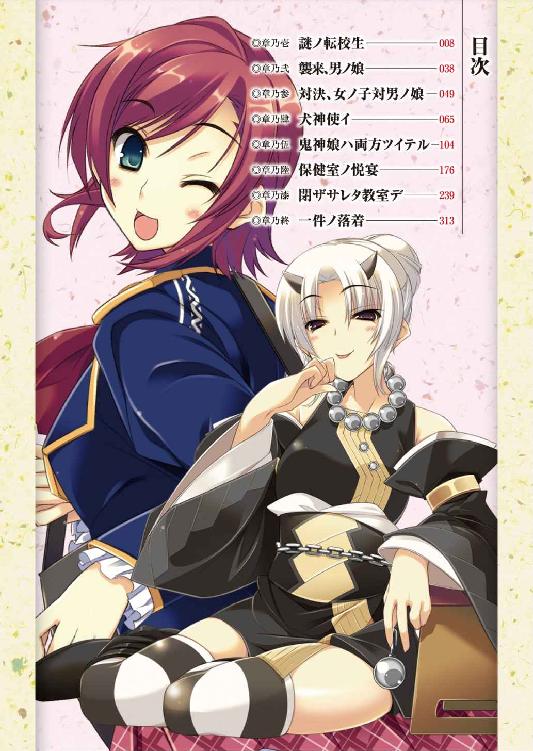 目次
◎章乃壱 謎ノ転校生 008
◎章乃弐 襲来、男ノ娘 038
◎章乃参 対決、女ノ子対男ノ娘 049
◎章乃肆 犬神使イ 065
◎章乃伍 鬼神娘ハ両方ツイテル 104
◎章乃陸 保健室ノ悦宴 176
◎章乃漆 閉ザサレタ教室デ 239
◎章乃終 一件ノ落着 313